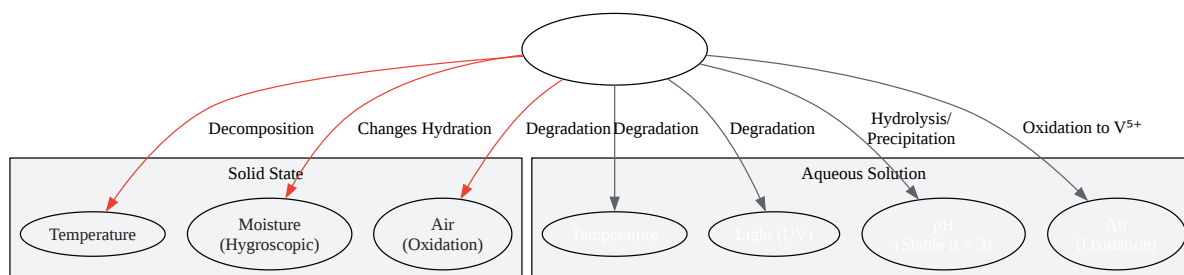 Decomposition
Changes Hydration
Degradation
Degradation
Degradation
Hydrolysis/
Precipitation
Oxidation to V⁵⁺
Solid State
Aqueous Solution
Temperature
Moisture
(Hygroscopic)
Air
(Oxidation)
Temperature
Light (UV)
pH
(Stable if < 3)
Air
(Oxidation)